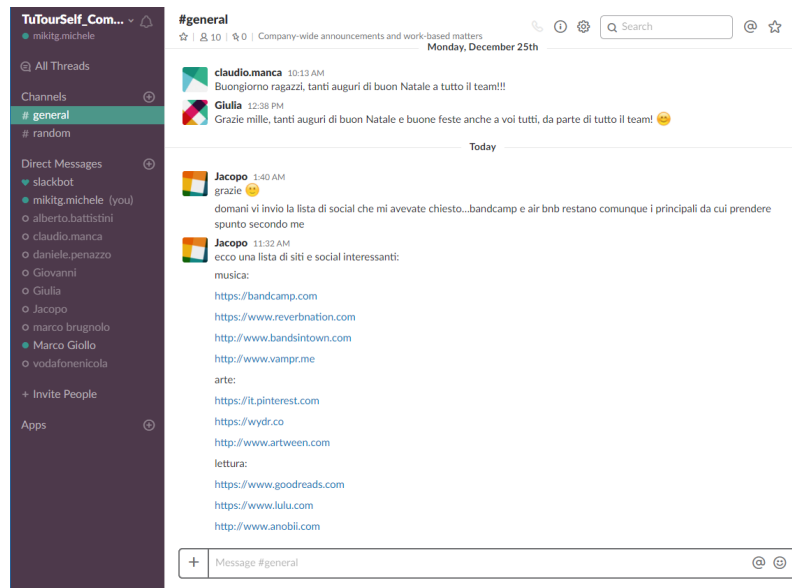 TuTourSelf_Com...
mikitg.michele
All Threads
Channels
# general
# random
Direct Messages
slackbot
mikitg.michele (you)
alberto.battistini
claudio.manca
daniele.penazzo
Giovanni
Giulia
Jacopo
marco brugnolo
Marco Giollo
vodafonenicola
+ Invite People
Apps
#general
10 | 0 | Company-wide announcements and work-based matters
Search
Monday, December 25th
claudio.manca 10:13 AM
Buongiorno ragazzi, tanti auguri di buon Natale a tutto il team!!!
Giulia 12:38 PM
Grazie mille, tanti auguri di buon Natale e buone feste anche a voi tutti, da parte di tutto il team!
Today
Jacopo 1:40 AM
grazie
domani vi invio la lista di social che mi avevate chiesto...bandcamp e air bnb restano comunque i principali da cui prendere
spunto secondo me
Jacopo 11:32 AM
ecco una lista di siti e social interessanti:
musica:
https://bandcamp.com
https://www.reverbnation.com
http://www.bandsintown.com
http://www.vampr.me
arte:
https://it.pinterest.com
https://wydr.co
http://www.artween.com
lettura:
https://www.goodreads.com
https://www.lulu.com
http://www.anobii.com
Message #general